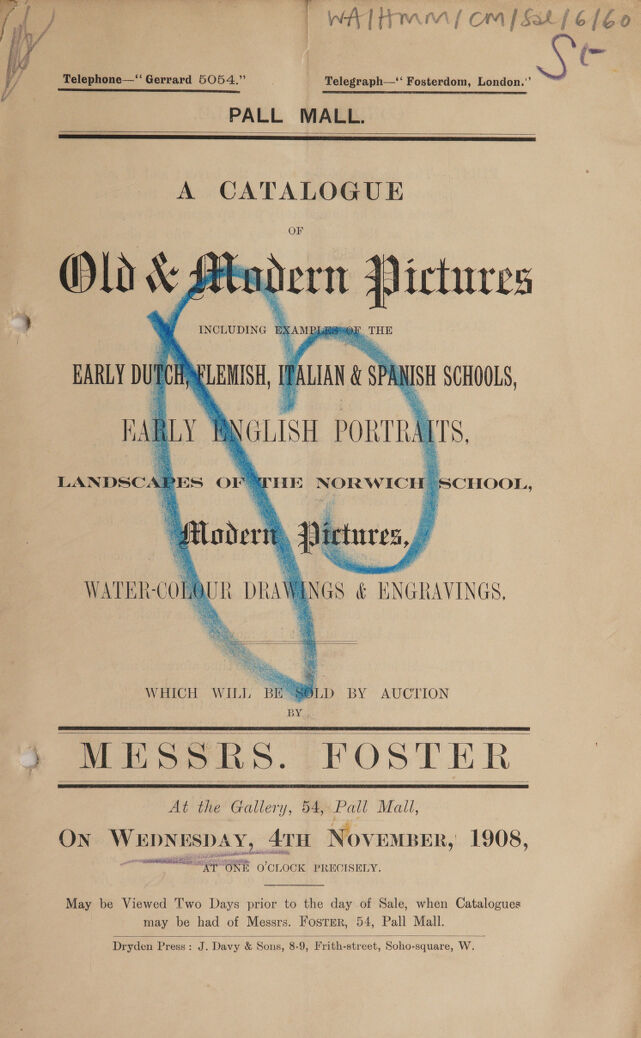 WA/HMM/CM/Sal/6/60
Telephone—“Gerrard 5054.”
Telegraph—“Fosterdom, London.”
PALL MALL.
A CATALOGUE
OF
Old & Modern Pictures
INCLUDING EXAMPLES OF THE
EARLY DUTCH, FLEMISH, ITALIAN & SPANISH SCHOOLS,
EARLY ENGLISH PORTRAITS,
LANDSCAPES OF THE NORWICH SCHOOL,
Modern Pictures,
WATER-COLOUR DRAWINGS & ENGRAVINGS,
WHICH WILL BE SOLD BY AUCTION
BY
MESSRS. FOSTER
At the Gallery, 54, Pall Mall,
ON WEDNESDAY, 4TH NOVEMBER, 1908,
AT ONE O'CLOCK PRECISELY.
May be Viewed Two Days prior to the day of Sale, when Catalogues
may be had of Messrs. FOSTER, 54, Pall Mall.
Dryden Press: J. Davy & Sons, 8-9, Frith-street, Soho-square, W.